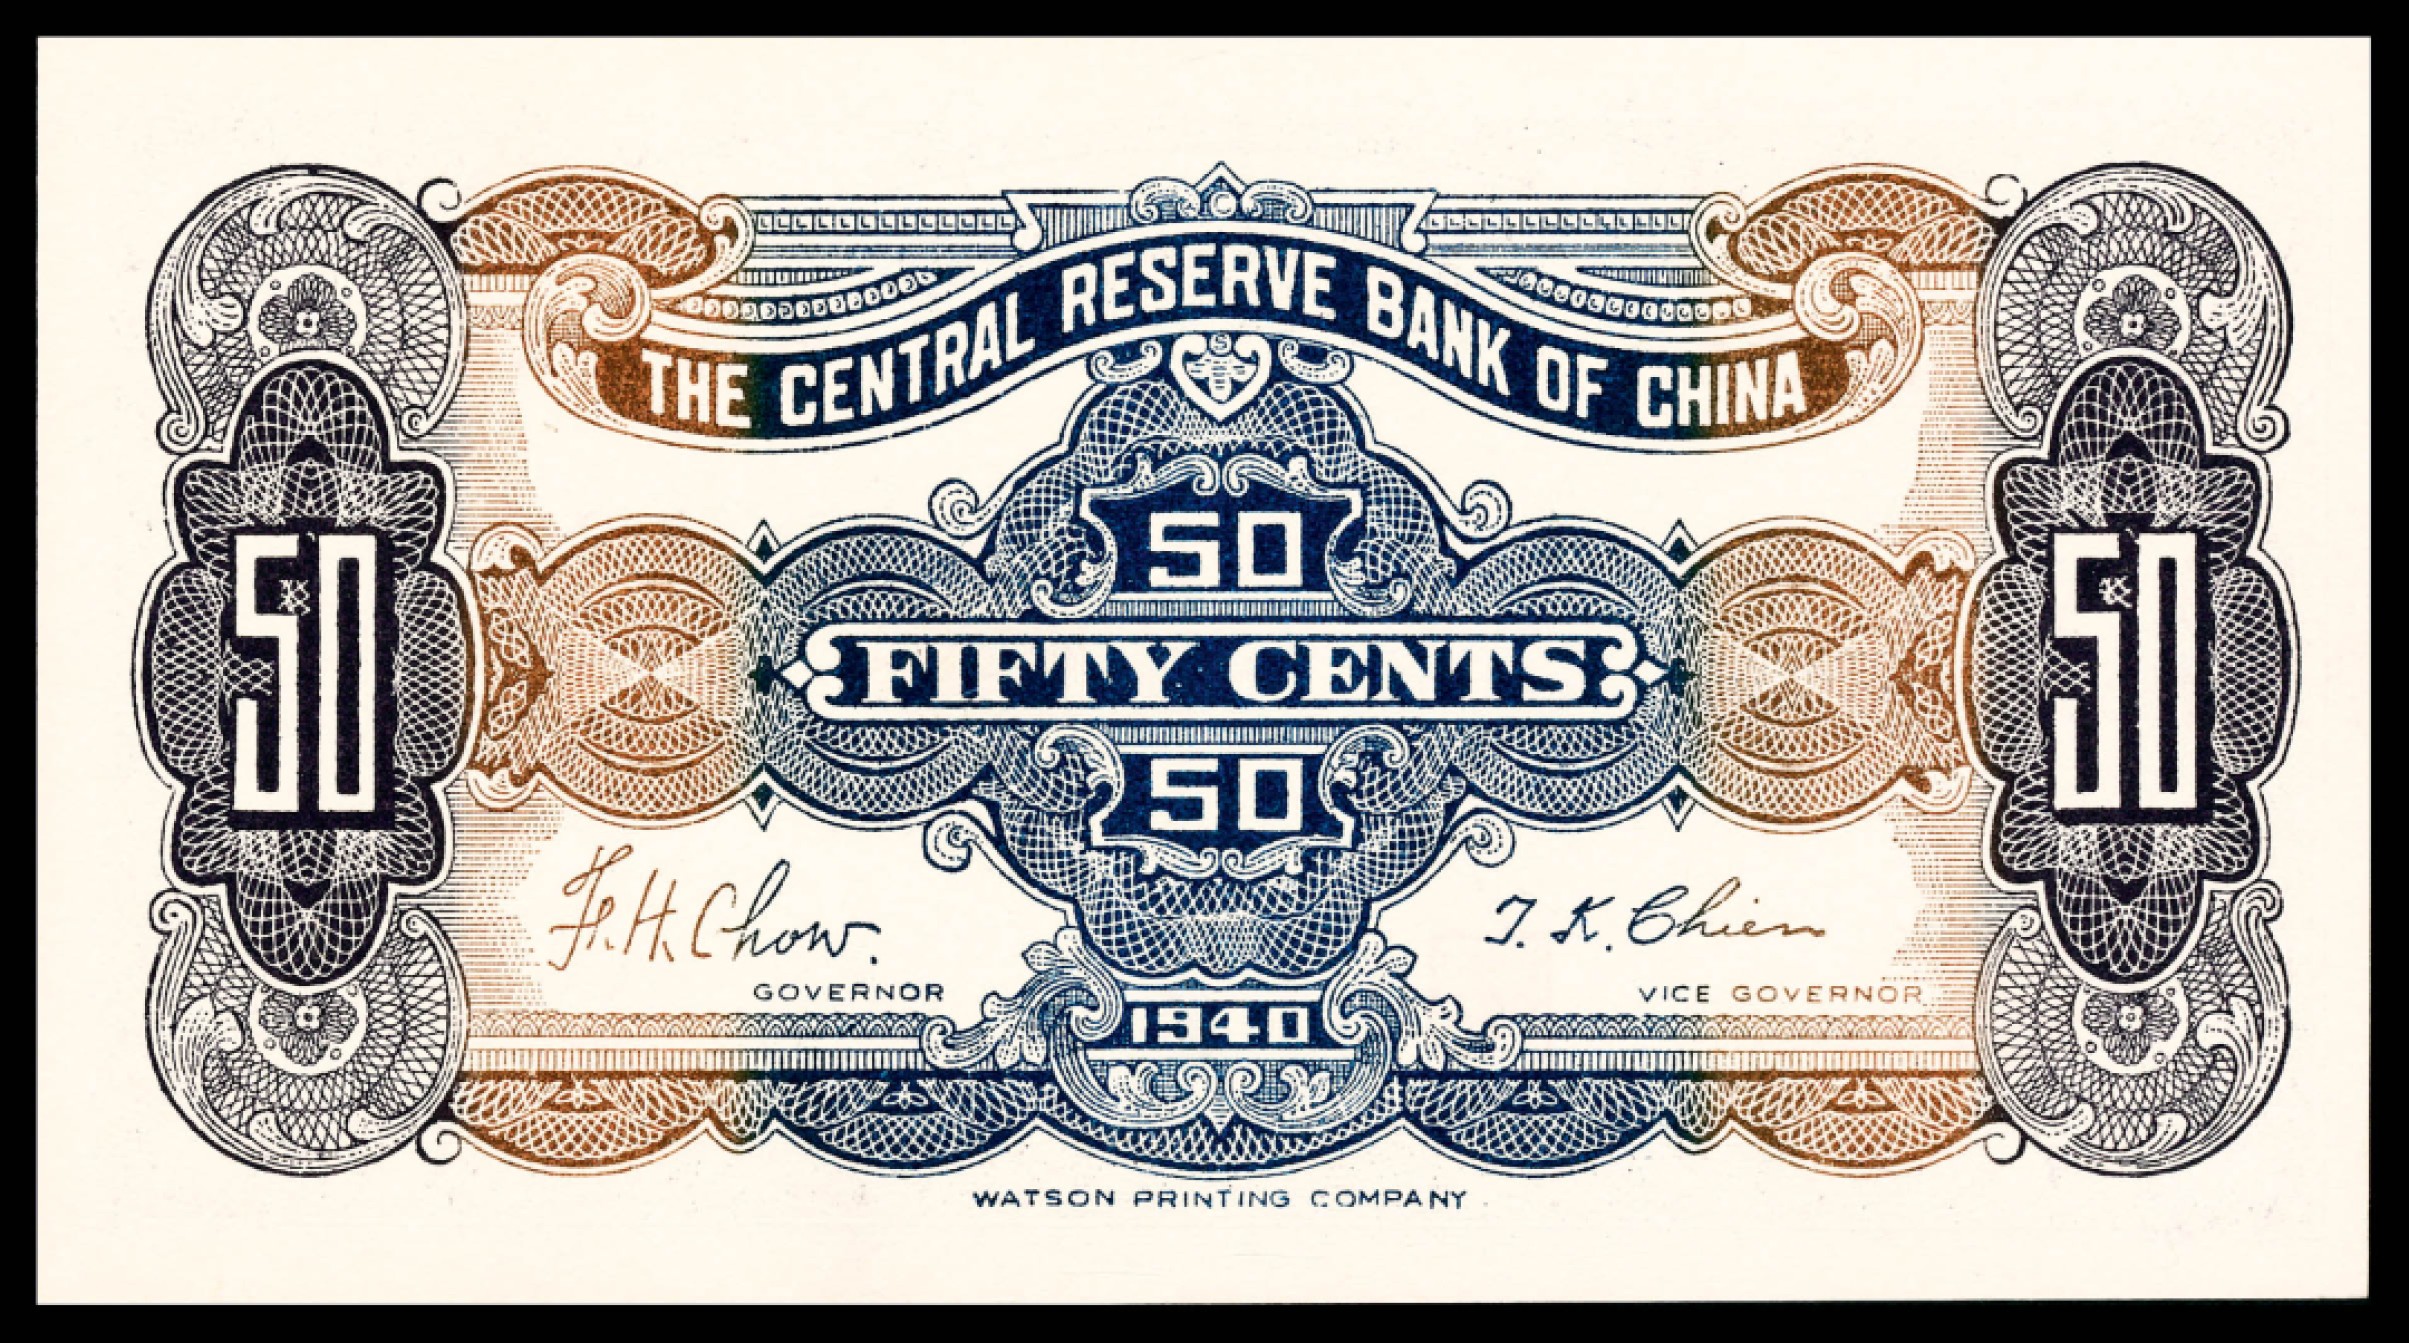 THE CENTRAL RESERVE BANK OF CHINA
50
50 FIFTY CENTS 50
50
F. H. Chow. T. K. Chien
GOVERNOR VICE GOVERNOR
1940
WATSON PRINTING COMPANY